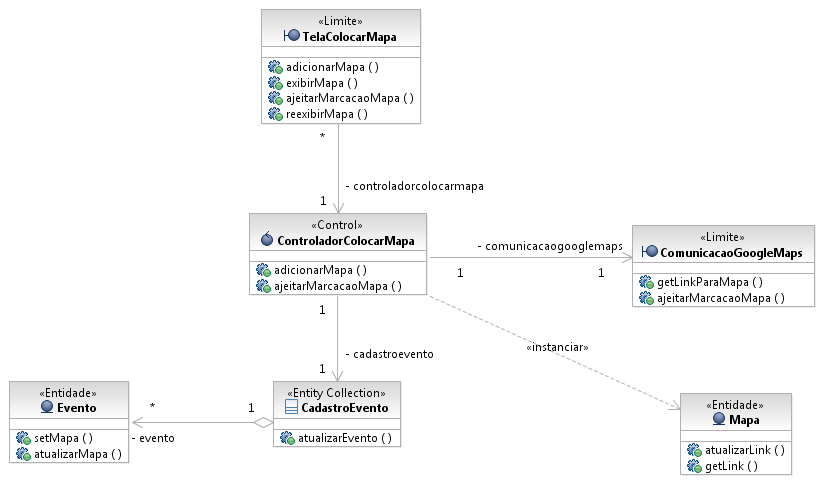 «Limite»
TelaColocarMapa
adicionarMapa ( )
exibirMapa ( )
ajeitarMarcacaoMapa ( )
reexibirMapa ( )
*
1
- controladorcolocarmapa
«Control»
ControladorColocarMapa
adicionarMapa ( )
ajeitarMarcacaoMapa ( )
- comunicacaogooglemaps
1
1
«Limite»
ComunicacaoGoogleMaps
getLinkParaMapa ( )
ajeitarMarcacaoMapa ( )
1
1
- cadastroevento
«instanciar»
«Entidade»
Evento
setMapa ( )
atualizarMapa ( )
*
1
- evento
«Entity Collection»
CadastroEvento
atualizarEvento ( )
«Entidade»
Mapa
atualizarLink ( )
getLink ( )